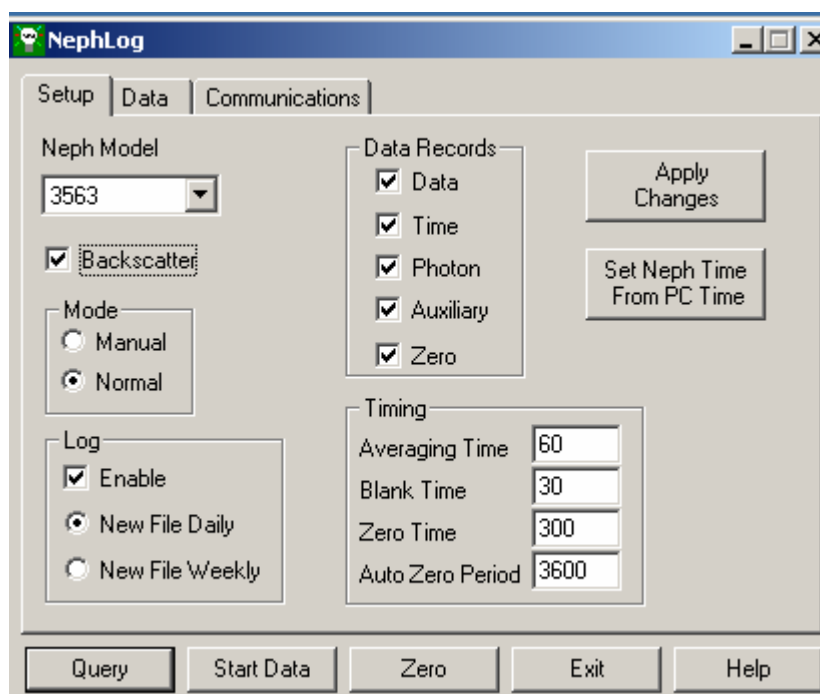 NephLog
Setup Data Communications
Neph Model
3563
Backscatter
Mode
Manual
Normal
Log
Enable
New File Daily
New File Weekly
Data Records
Data
Time
Photon
Auxiliary
Zero
Timing
Averaging Time 60
Blank Time 30
Zero Time 300
Auto Zero Period 3600
Apply
Changes
Set Neph Time
From PC Time
Query Start Data Zero Exit Help